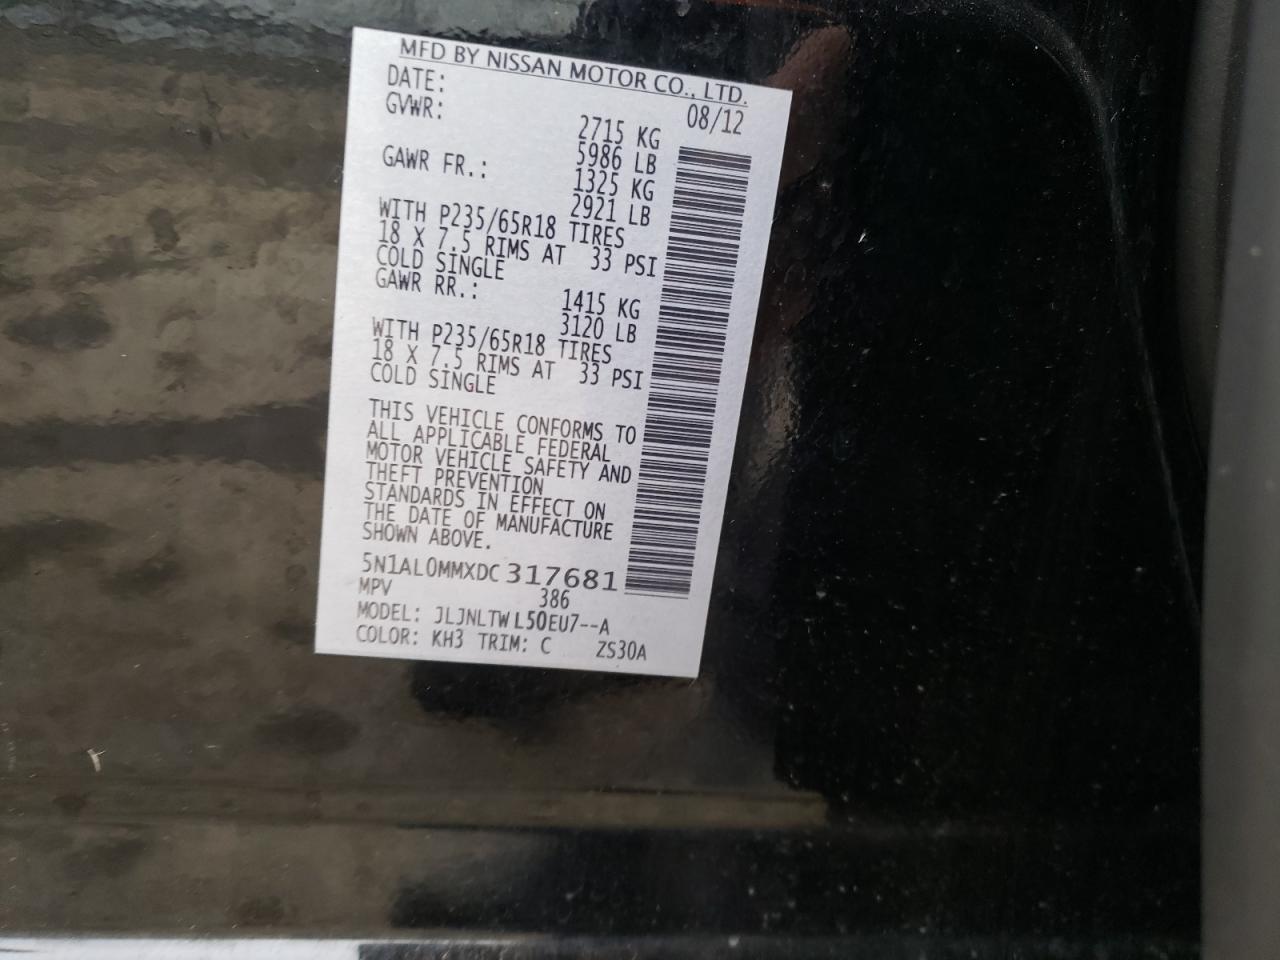 MFD BY NISSAN MOTOR CO., LTD.
DATE: 08/12
GVWR: 2715 KG
5986 LB
GAWR FR.: 1325 KG
2921 LB
WITH P235/65R18 TIRES
18 X 7.5 RIMS AT 33 PSI
COLD SINGLE
GAWR RR.: 1415 KG
3120 LB
WITH P235/65R18 TIRES
18 X 7.5 RIMS AT 33 PSI
COLD SINGLE
THIS VEHICLE CONFORMS TO
ALL APPLICABLE FEDERAL
MOTOR VEHICLE SAFETY AND
THEFT PREVENTION
STANDARDS IN EFFECT ON
THE DATE OF MANUFACTURE
SHOWN ABOVE.
5N1AL0MMXDC317681
MPV 386
MODEL: JLJNLTWL50EU7--A
COLOR: KH3 TRIM: C ZS30A